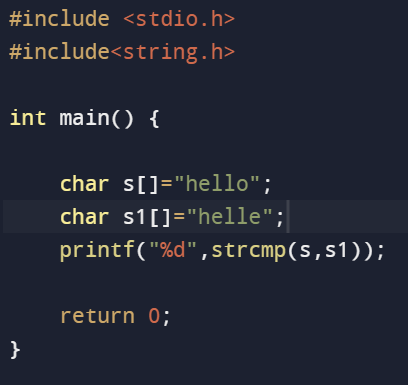 #include <stdio.h>
#include<string.h>
int main() {
char s[]="hello";
char s1[]="helle";
printf("%d",strcmp(s,s1));
return 0;
}